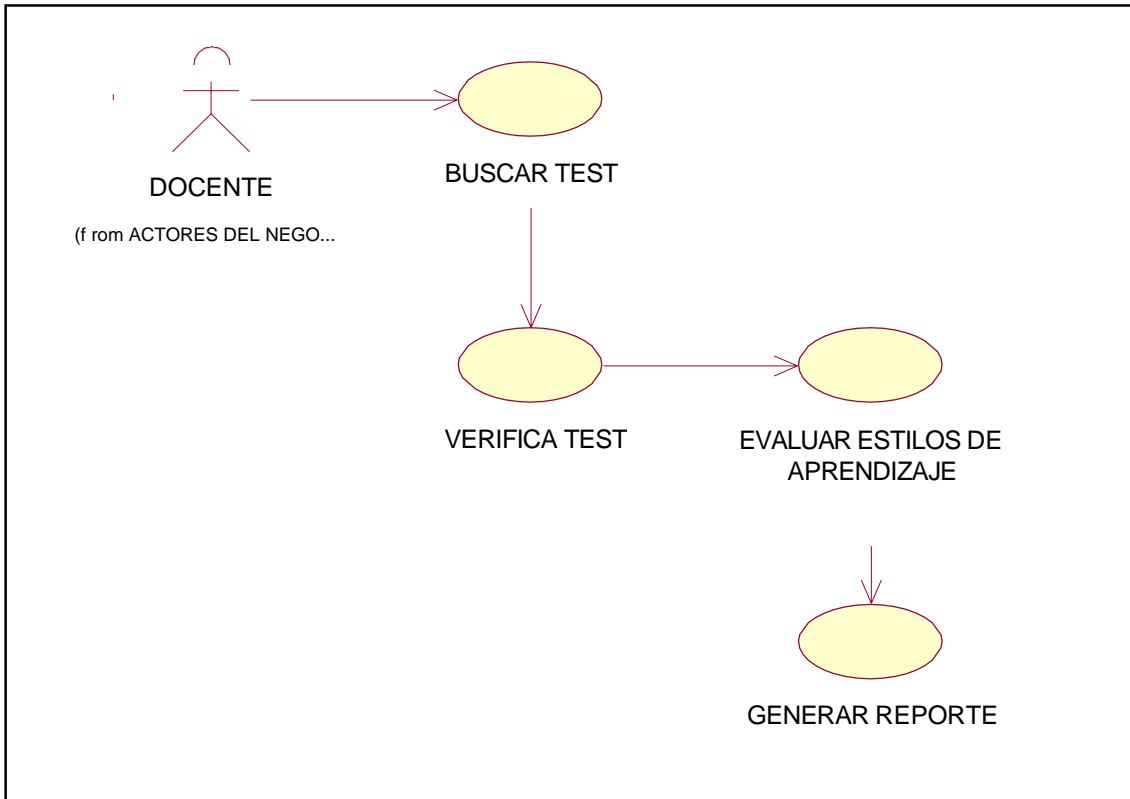 BUSCAR TEST
DOCENTE
(f rom ACTORES DEL NEGO...
VERIFICA TEST
EVALUAR ESTILOS DE
APRENDIZAJE
GENERAR REPORTE